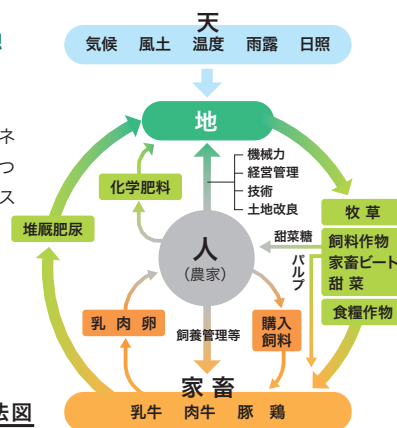 天
気候 風土 温度 雨露 日照
ネ
つ
ス
地
機械力
経営管理
技術
土地改良
化学肥料
堆厩肥尿
牧草
甜菜糖
飼料作物
家畜ビート
甜菜
パルプ
食糧作物
人
(農家)
乳 肉 卵
飼養管理等
購入
飼料
家畜
乳牛 肉牛 豚 鶏
法図